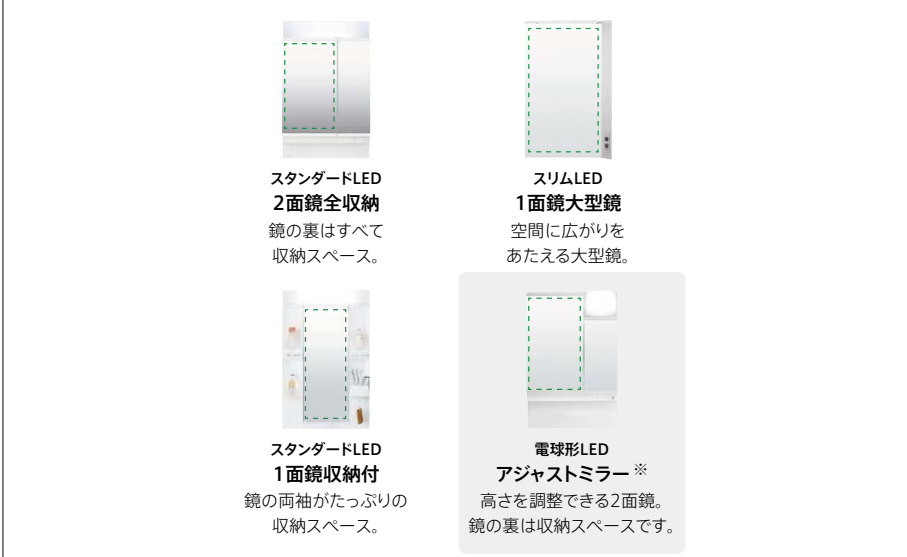 スタンダードLED
2面鏡全収納
鏡の裏はすべて
収納スペース。
スリムLED
1面鏡大型鏡
空間に広がりを
あたえる大型鏡。
スタンダードLED
1面鏡収納付
鏡の両袖がたっぷりの
収納スペース。
電球形LED
アジャストミラー※
高さを調整できる2面鏡。
鏡の裏は収納スペースです。